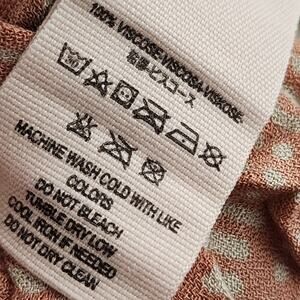 100% VISCOSE.VISCOSA.VISKOSE.
MACHINE WASH COLD WITH LIKE
COLORS
DO NOT BLEACH
TUMBLE DRY LOW
COOL IRON IF NEEDED
DO NOT DRY CLEAN